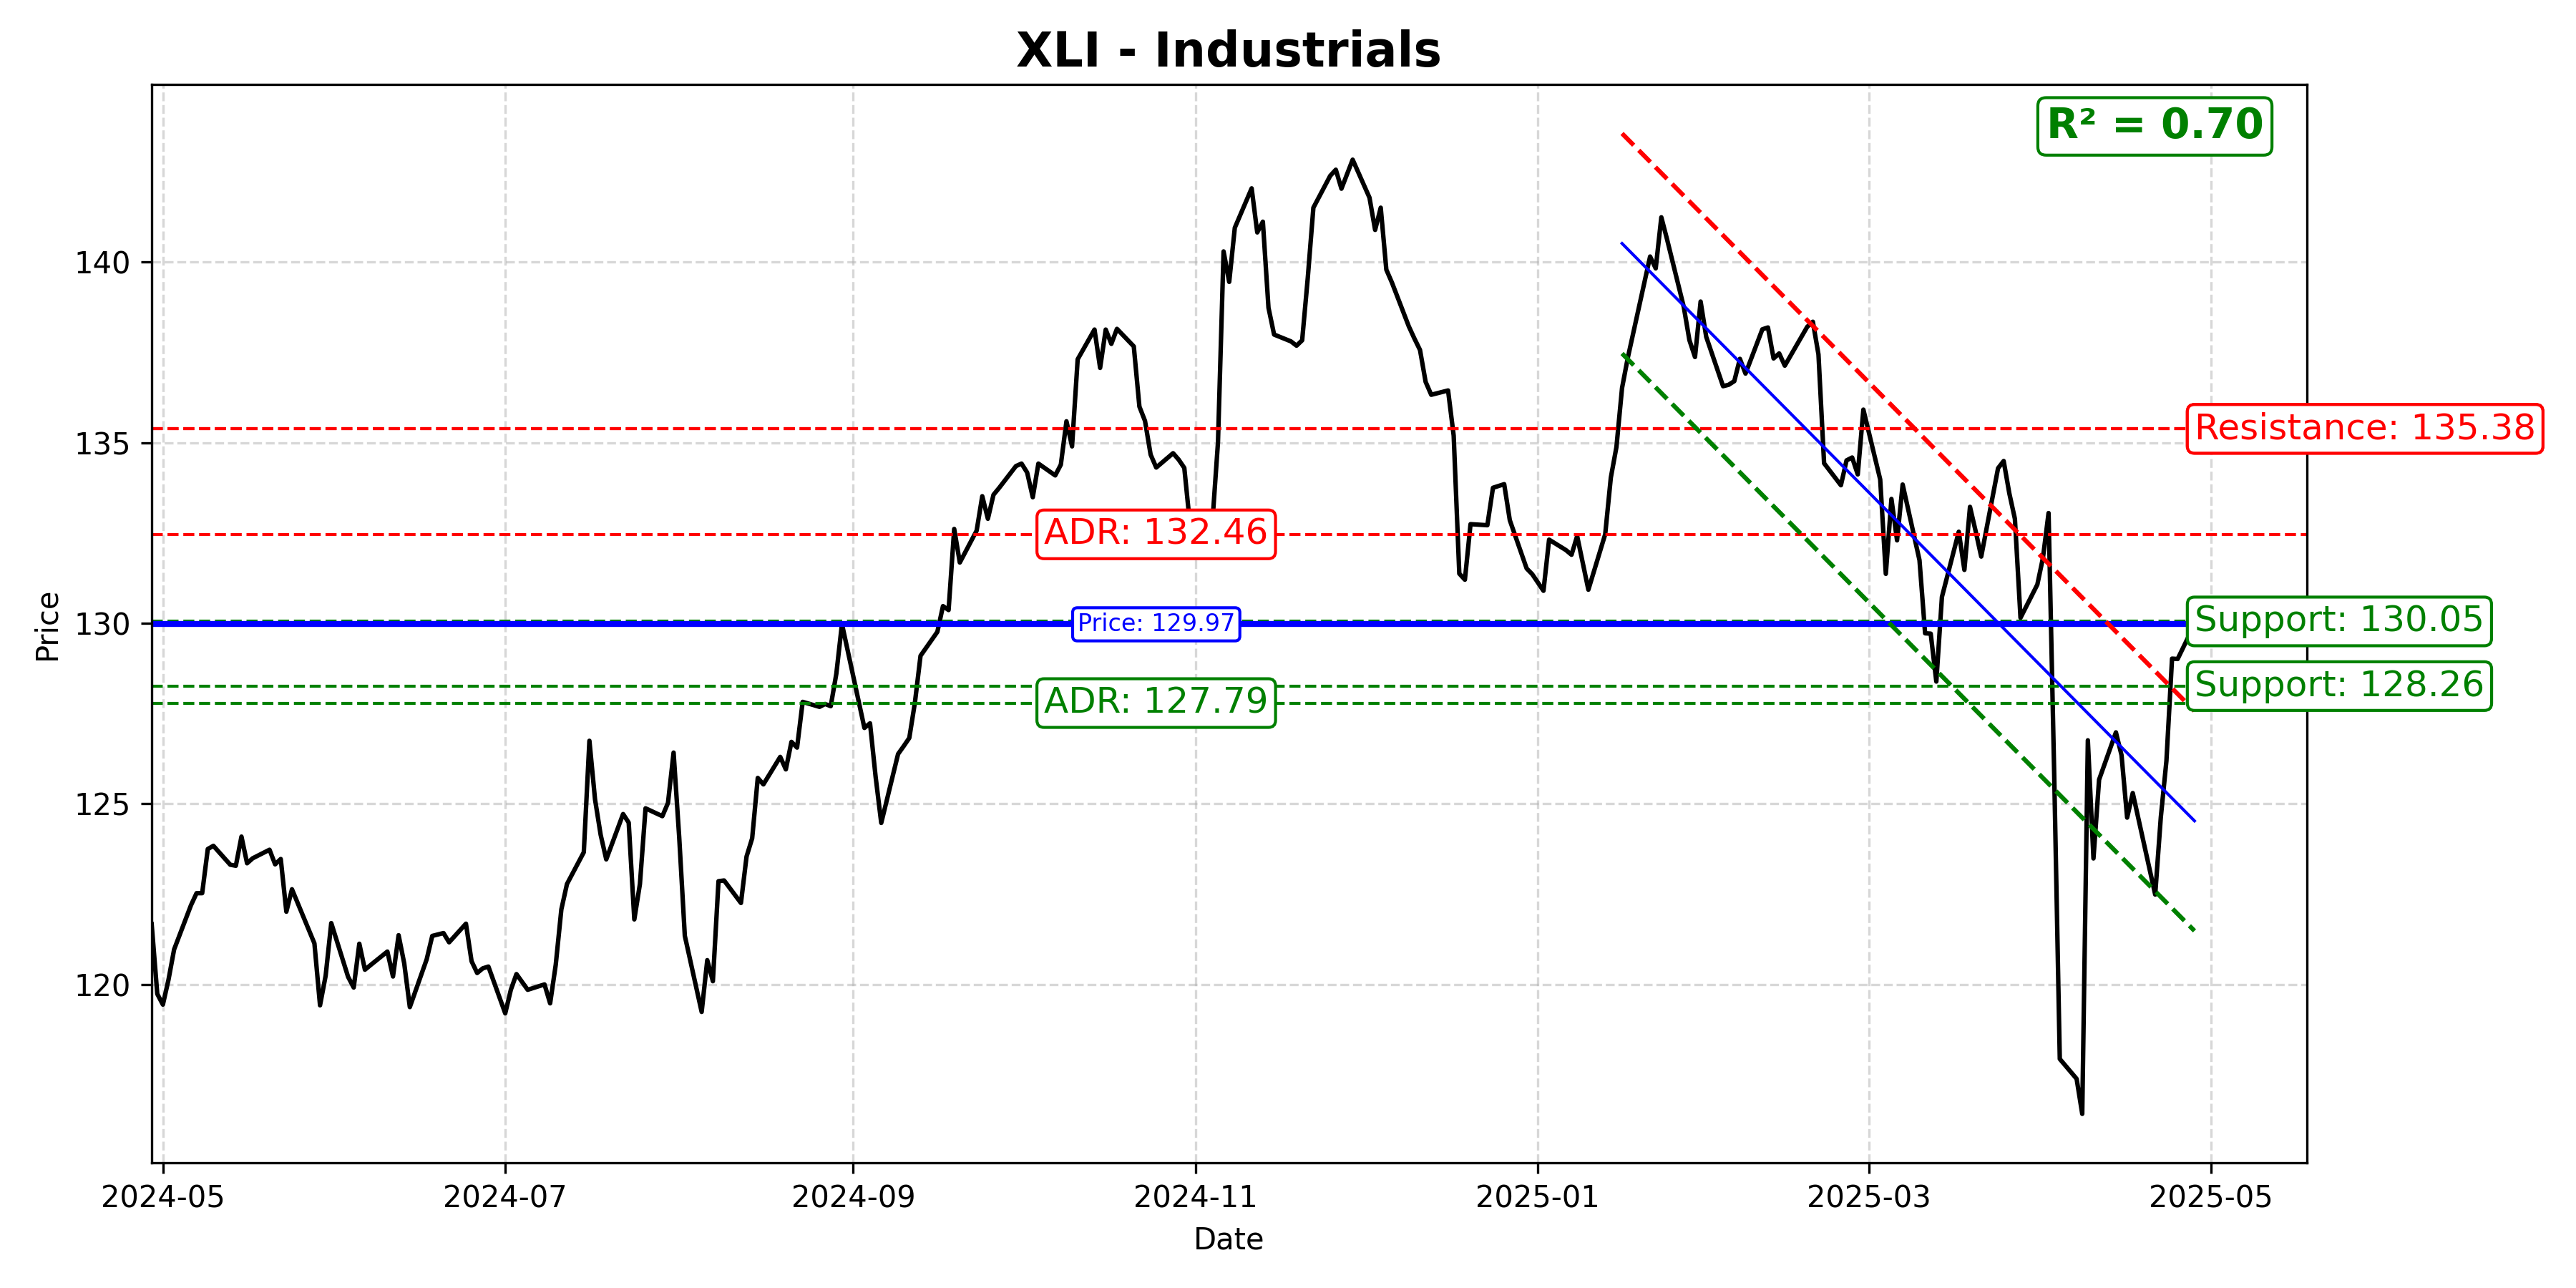 XLI - Industrials
R² = 0.70
140
135
130
125
120
Price
Resistance: 135.38
ADR: 132.46
Price: 129.97
Support: 130.05
Support: 128.26
ADR: 127.79
2024-05
2024-07
2024-09
2024-11
2025-01
2025-03
2025-05
Date